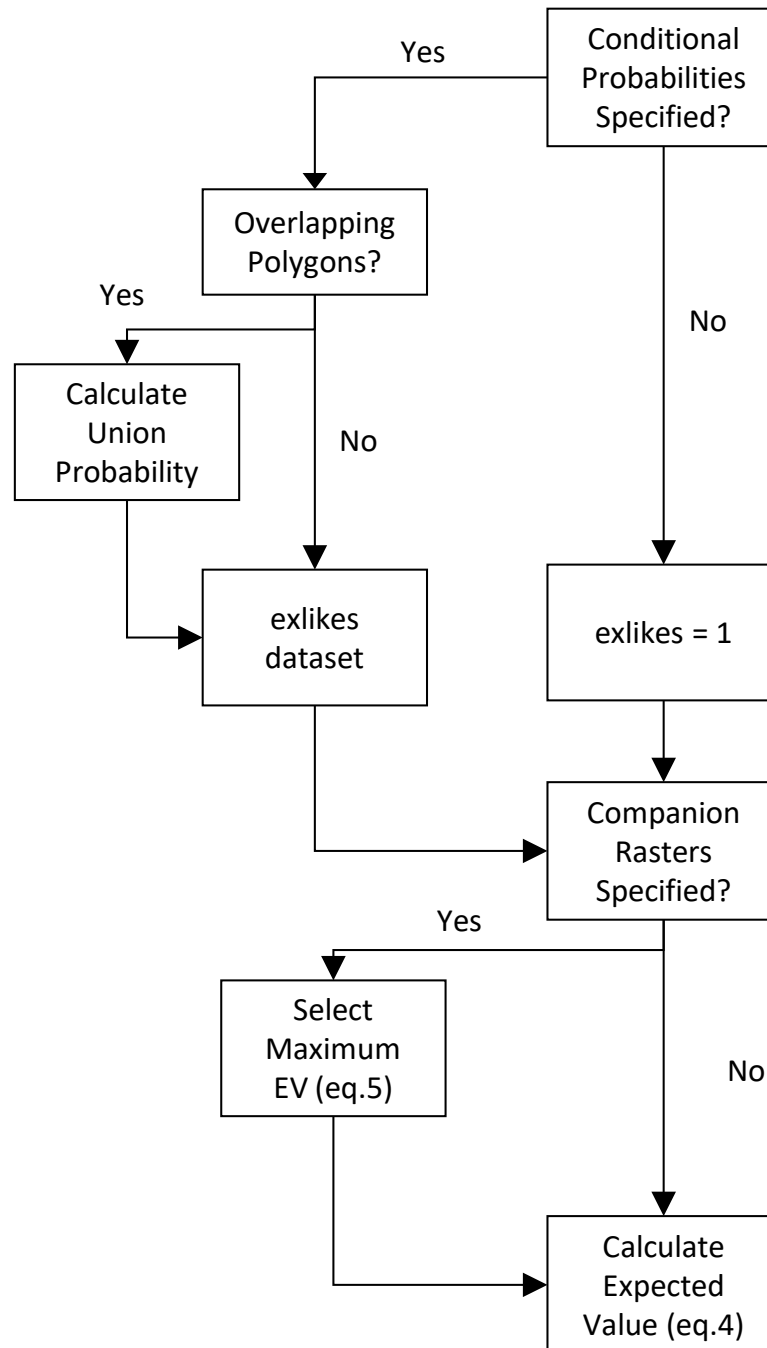 Conditional
Probabilities
Specified?
Yes
Overlapping
Polygons?
Yes
No
Calculate
Union
Probability
No
exlikes
dataset
exlikes = 1
Companion
Rasters
Specified?
Yes
Select
Maximum
EV (eq.5)
No
Calculate
Expected
Value (eq.4)